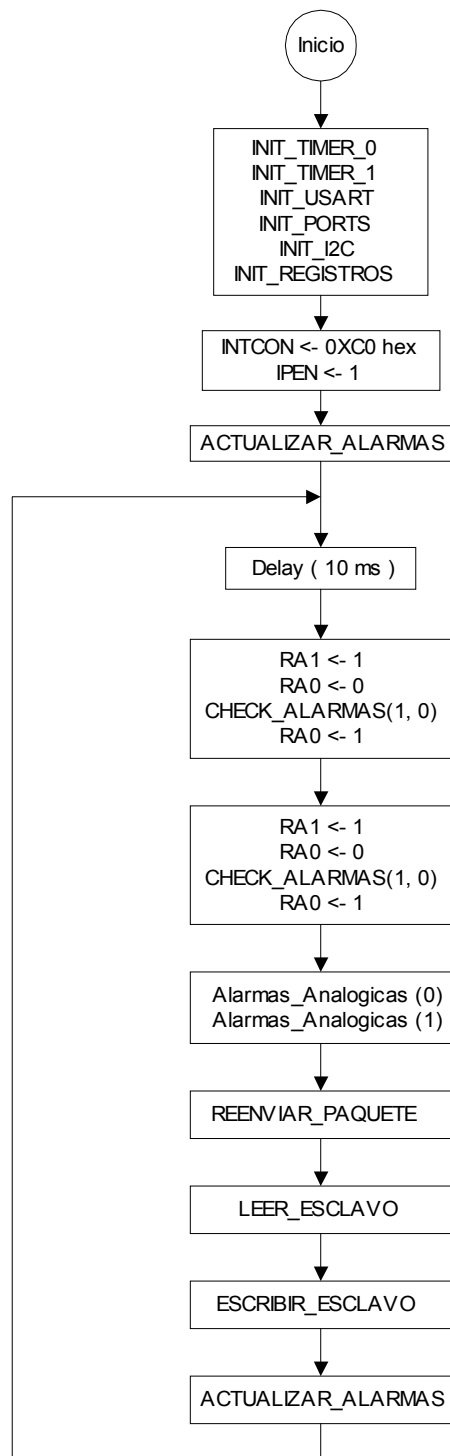 Inicio
INIT_TIMER_0
INIT_TIMER_1
INIT_USART
INIT_PORTS
INIT_I2C
INIT_REGISTROS
INTCON <- 0XC0 hex
IPEN <- 1
ACTUALIZAR_ALARMAS
Delay ( 10 ms )
RA1 <- 1
RA0 <- 0
CHECK_ALARMAS(1, 0)
RA0 <- 1
RA1 <- 1
RA0 <- 0
CHECK_ALARMAS(1, 0)
RA0 <- 1
Alarmas_Analogicas (0)
Alarmas_Analogicas (1)
REENVIAR_PAQUETE
LEER_ESCLAVO
ESCRIBIR_ESCLAVO
ACTUALIZAR_ALARMAS